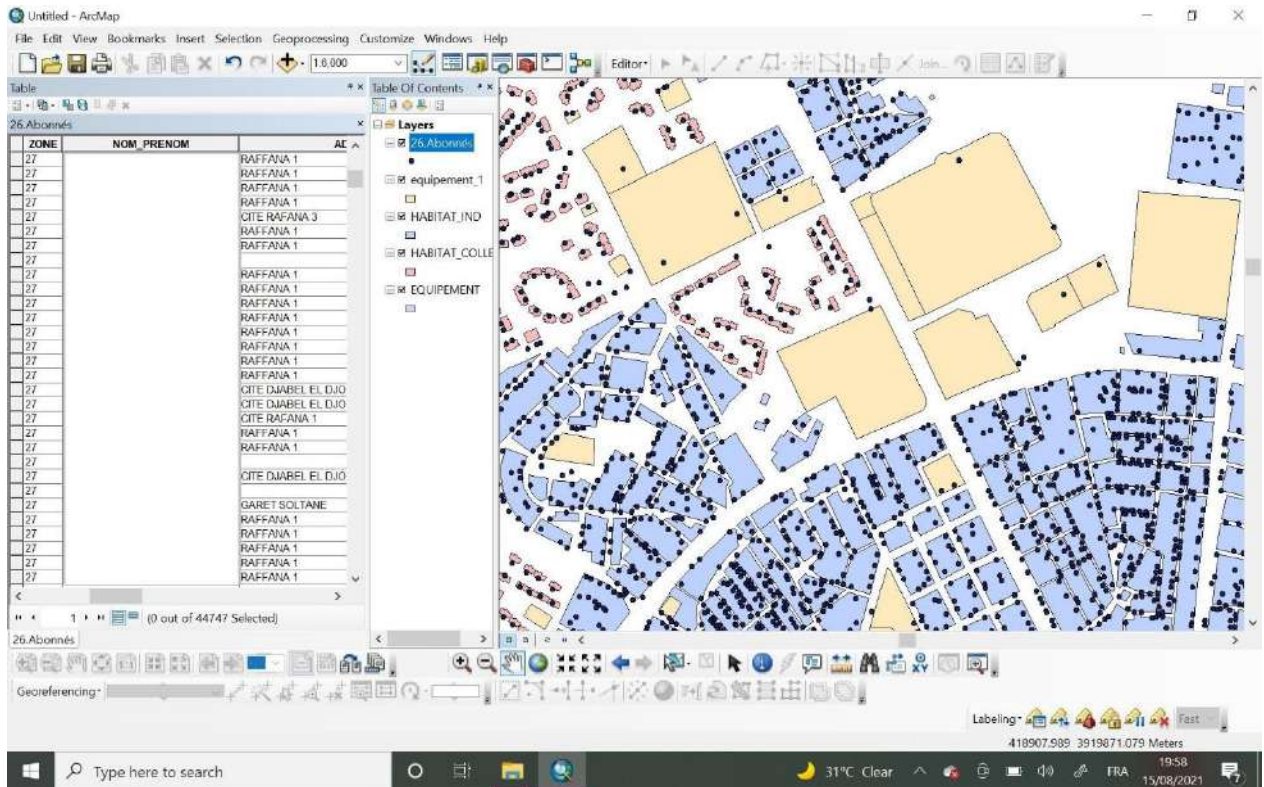 Untitled - ArcMap
File Edit View Bookmarks Insert Selection Geoprocessing Customize Windows Help
1:6,000
Editor
Join...
Table
Table Of Contents
26.Abonnés
ZONE NOM_PRENOM
27 RAFFANA 1
27 RAFFANA 1
27 RAFFANA 1
27 RAFFANA 1
27 CITE RAFANA 3
27 RAFFANA 1
27 RAFFANA 1
27
27 RAFFANA 1
27 RAFFANA 1
27 RAFFANA 1
27 RAFFANA 1
27 RAFFANA 1
27 RAFFANA 1
27 RAFFANA 1
27 RAFFANA 1
27 CITE DJABEL EL DJO
27 CITE DJABEL EL DJO
27 CITE RAFANA 1
27 RAFFANA 1
27 RAFFANA 1
27
27 CITE DJABEL EL DJO
27
27 GARET SOLTANE
27 RAFFANA 1
27 RAFFANA 1
27 RAFFANA 1
27 RAFFANA 1
27 RAFFANA 1
1
(0 out of 44747 Selected)
26.Abonnés
Layers
26.Abonnés
equipement_1
HABITAT_IND
HABITAT_COLLE
EQUIPEMENT
Georeferencing
Labeling
Fast
418907.989 3919871.079 Meters
Type here to search
31°C Clear
FRA
19:58
15/08/2021